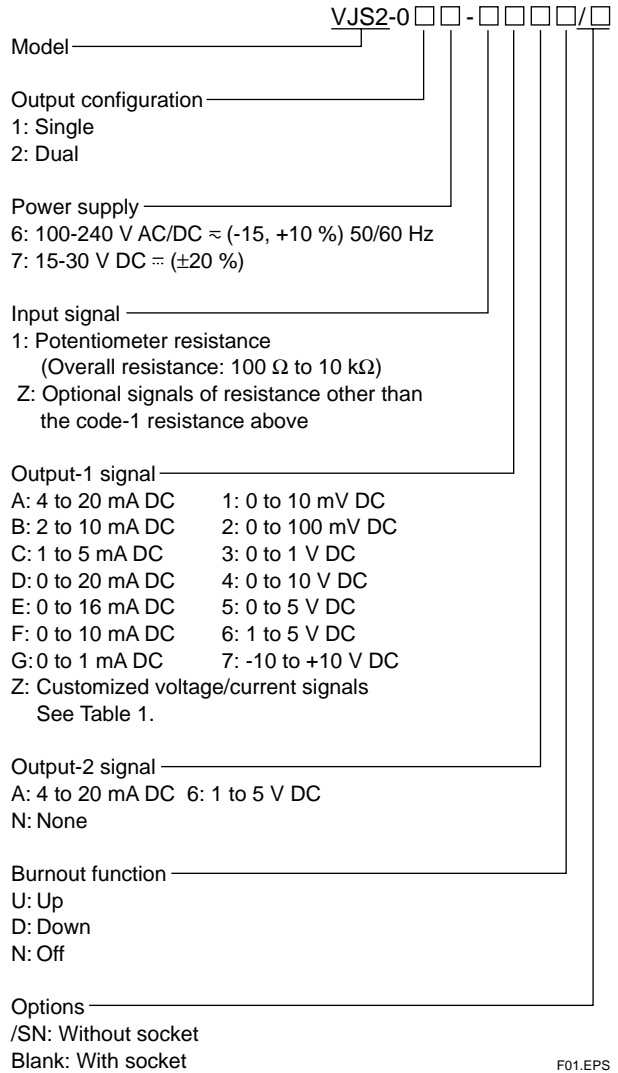 VJS2-0□□-□□□□/□
Model
Output configuration
1: Single
2: Dual
Power supply
6: 100-240 V AC/DC ≂ (-15, +10 %) 50/60 Hz
7: 15-30 V DC ⎓ (±20 %)
Input signal
1: Potentiometer resistance
(Overall resistance: 100 Ω to 10 kΩ)
Z: Optional signals of resistance other than
the code-1 resistance above
Output-1 signal
A: 4 to 20 mA DC 1: 0 to 10 mV DC
B: 2 to 10 mA DC 2: 0 to 100 mV DC
C: 1 to 5 mA DC 3: 0 to 1 V DC
D: 0 to 20 mA DC 4: 0 to 10 V DC
E: 0 to 16 mA DC 5: 0 to 5 V DC
F: 0 to 10 mA DC 6: 1 to 5 V DC
G: 0 to 1 mA DC 7: -10 to +10 V DC
Z: Customized voltage/current signals
See Table 1.
Output-2 signal
A: 4 to 20 mA DC 6: 1 to 5 V DC
N: None
Burnout function
U: Up
D: Down
N: Off
Options
/SN: Without socket
Blank: With socket
F01.EPS